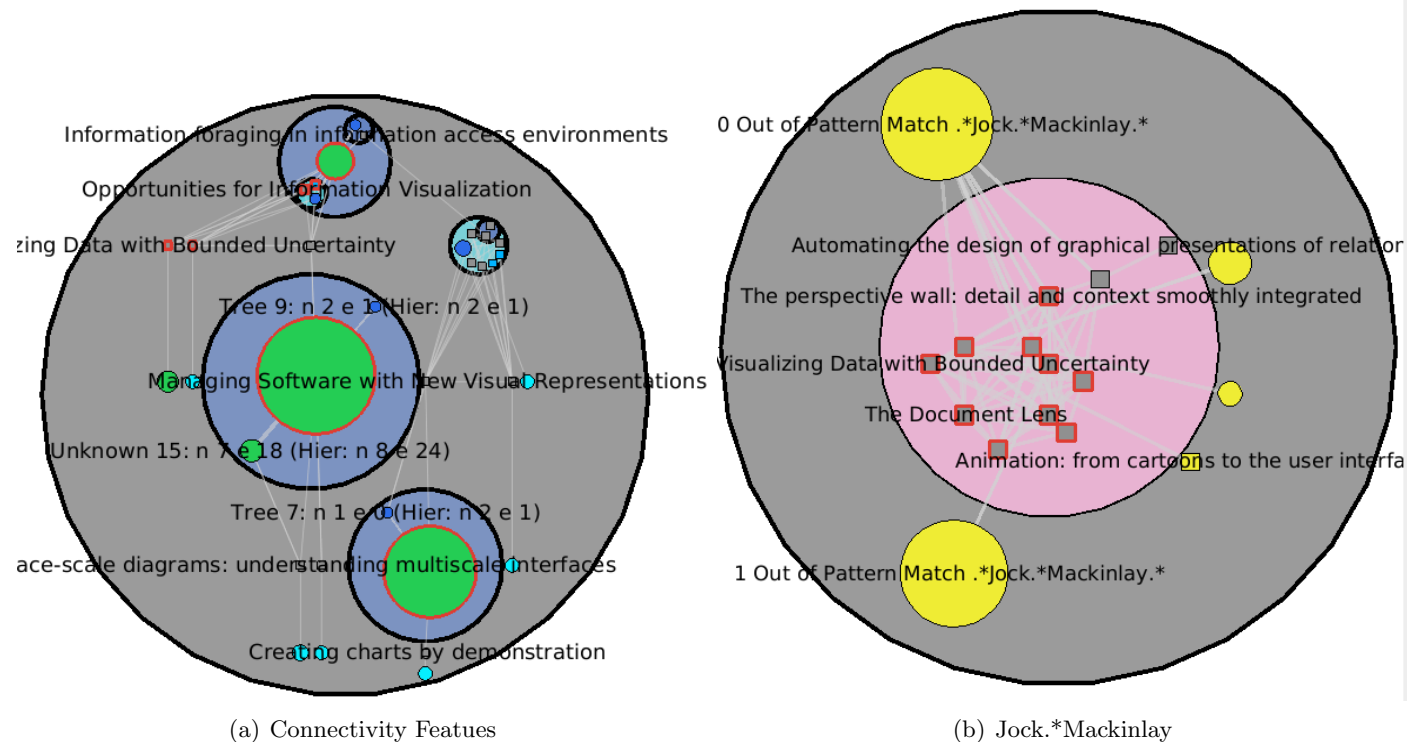 Information foraging in information access environments
Opportunities for Information Visualization
zing Data with Bounded Uncertainty
Tree 9: n 2 e 1 (Hier: n 2 e 1)
Managing Software with New Visual Representations
Unknown 15: n 7 e 18 (Hier: n 8 e 24)
Tree 7: n 1 e 0 (Hier: n 2 e 1)
ace-scale diagrams: understanding multiscale interfaces
Creating charts by demonstration
(a) Connectivity Featues
0 Out of Pattern Match .*Jock.*Mackinlay.*
Automating the design of graphical presentations of relation
The perspective wall: detail and context smoothly integrated
Visualizing Data with Bounded Uncertainty
The Document Lens
Animation: from cartoons to the user interfa
1 Out of Pattern Match .*Jock.*Mackinlay.*
(b) Jock.*Mackinlay